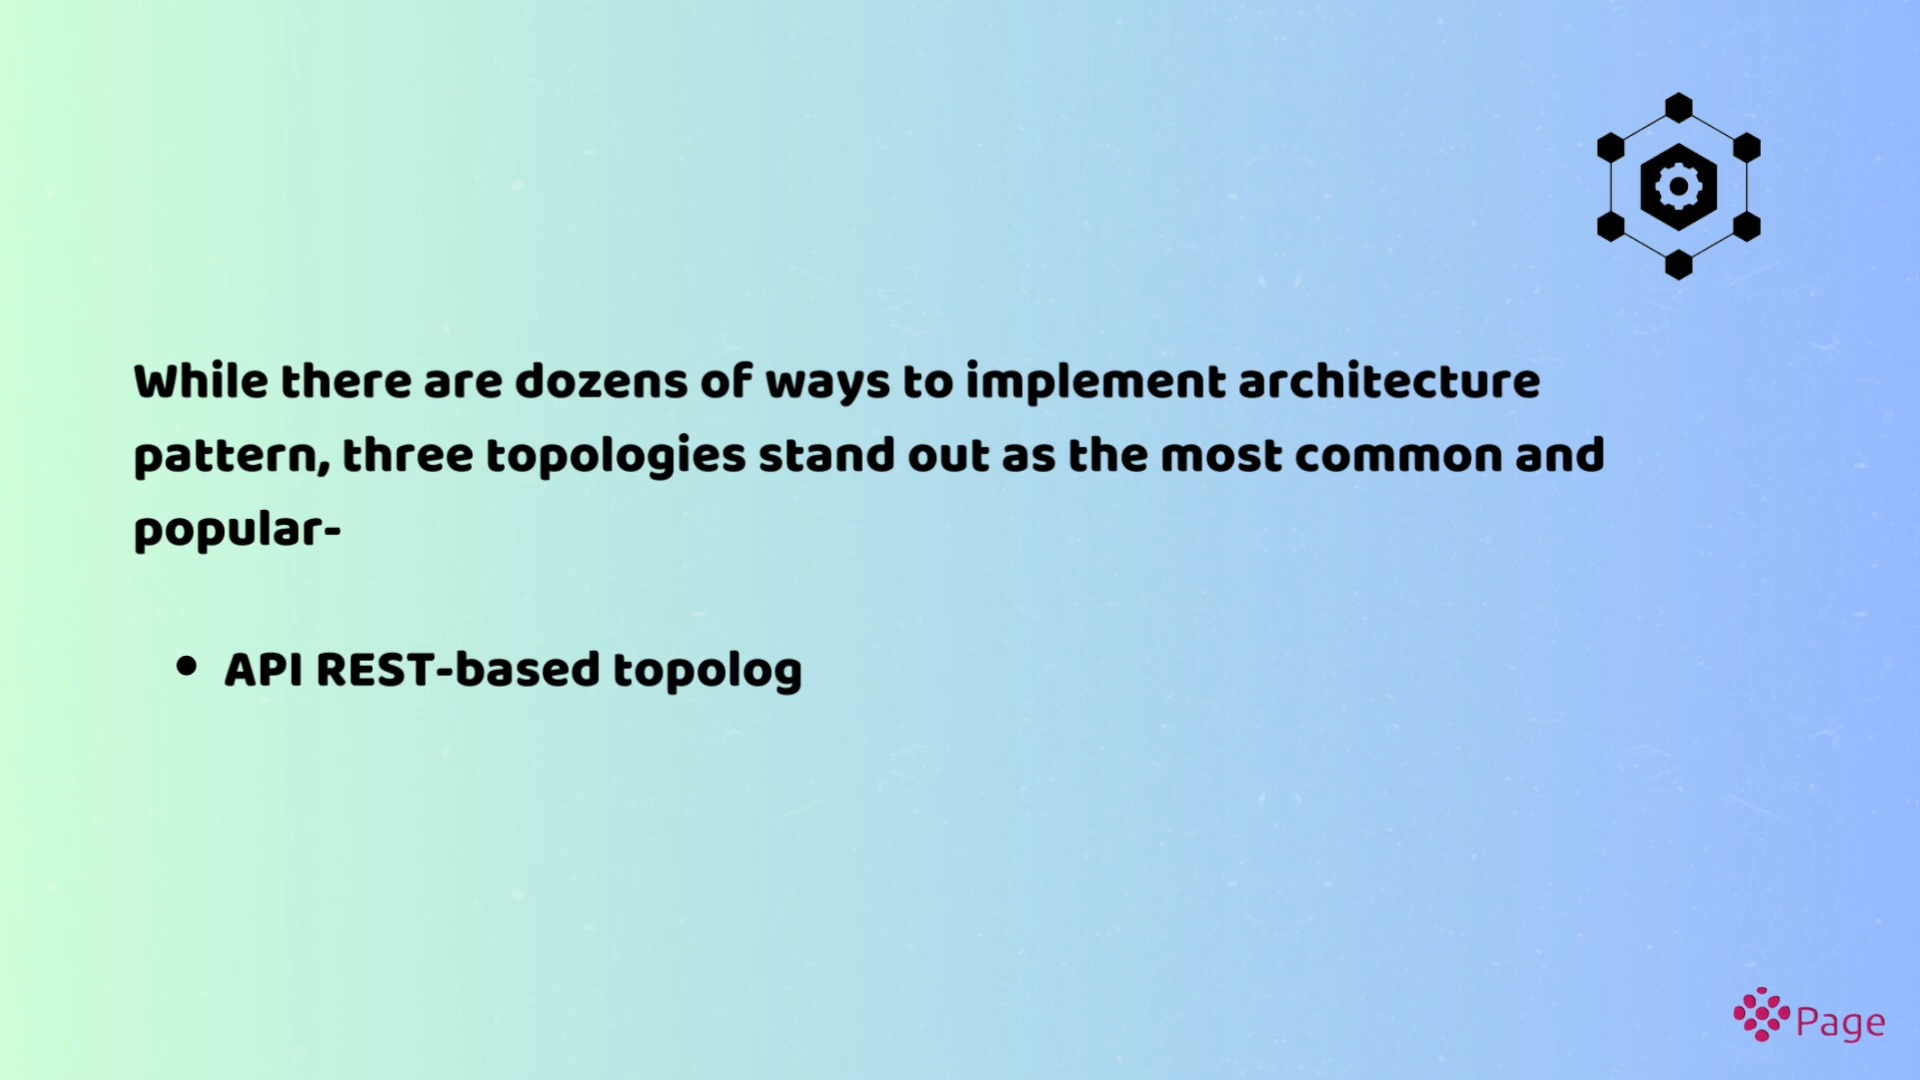 While there are dozens of ways to implement architecture
pattern, three topologies stand out as the most common and
popular-
• API REST-based topolog
Page